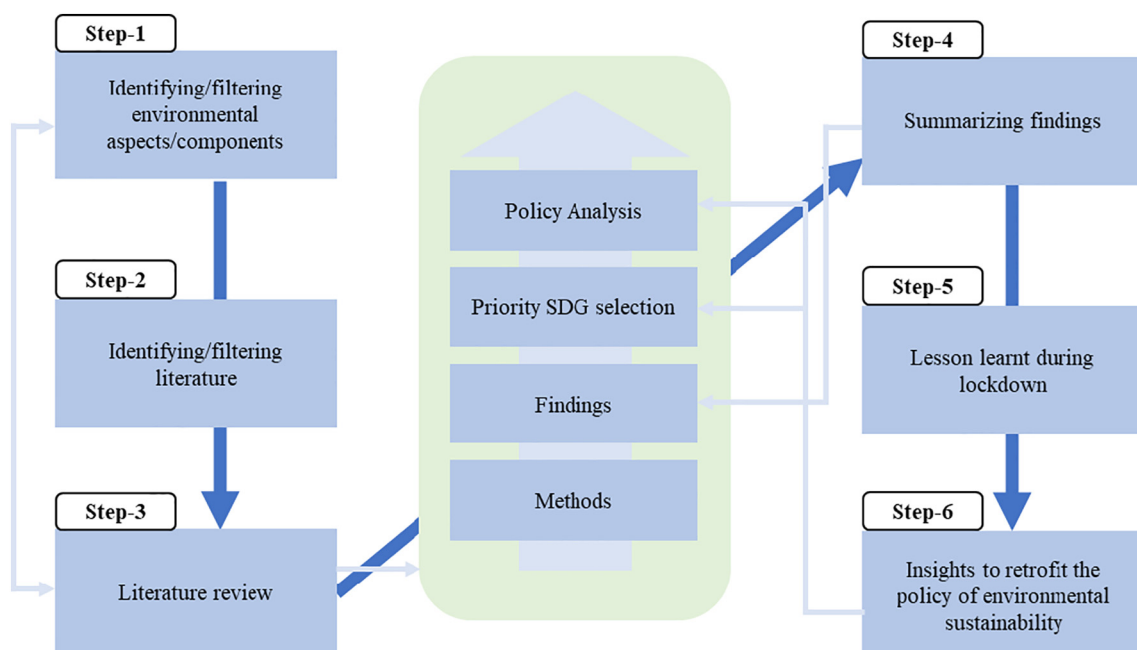 Step-1
Identifying/filtering
environmental
aspects/components
Step-2
Identifying/filtering
literature
Step-3
Literature review
Policy Analysis
Priority SDG selection
Findings
Methods
Step-4
Summarizing findings
Step-5
Lesson learnt during
lockdown
Step-6
Insights to retrofit the
policy of environmental
sustainability